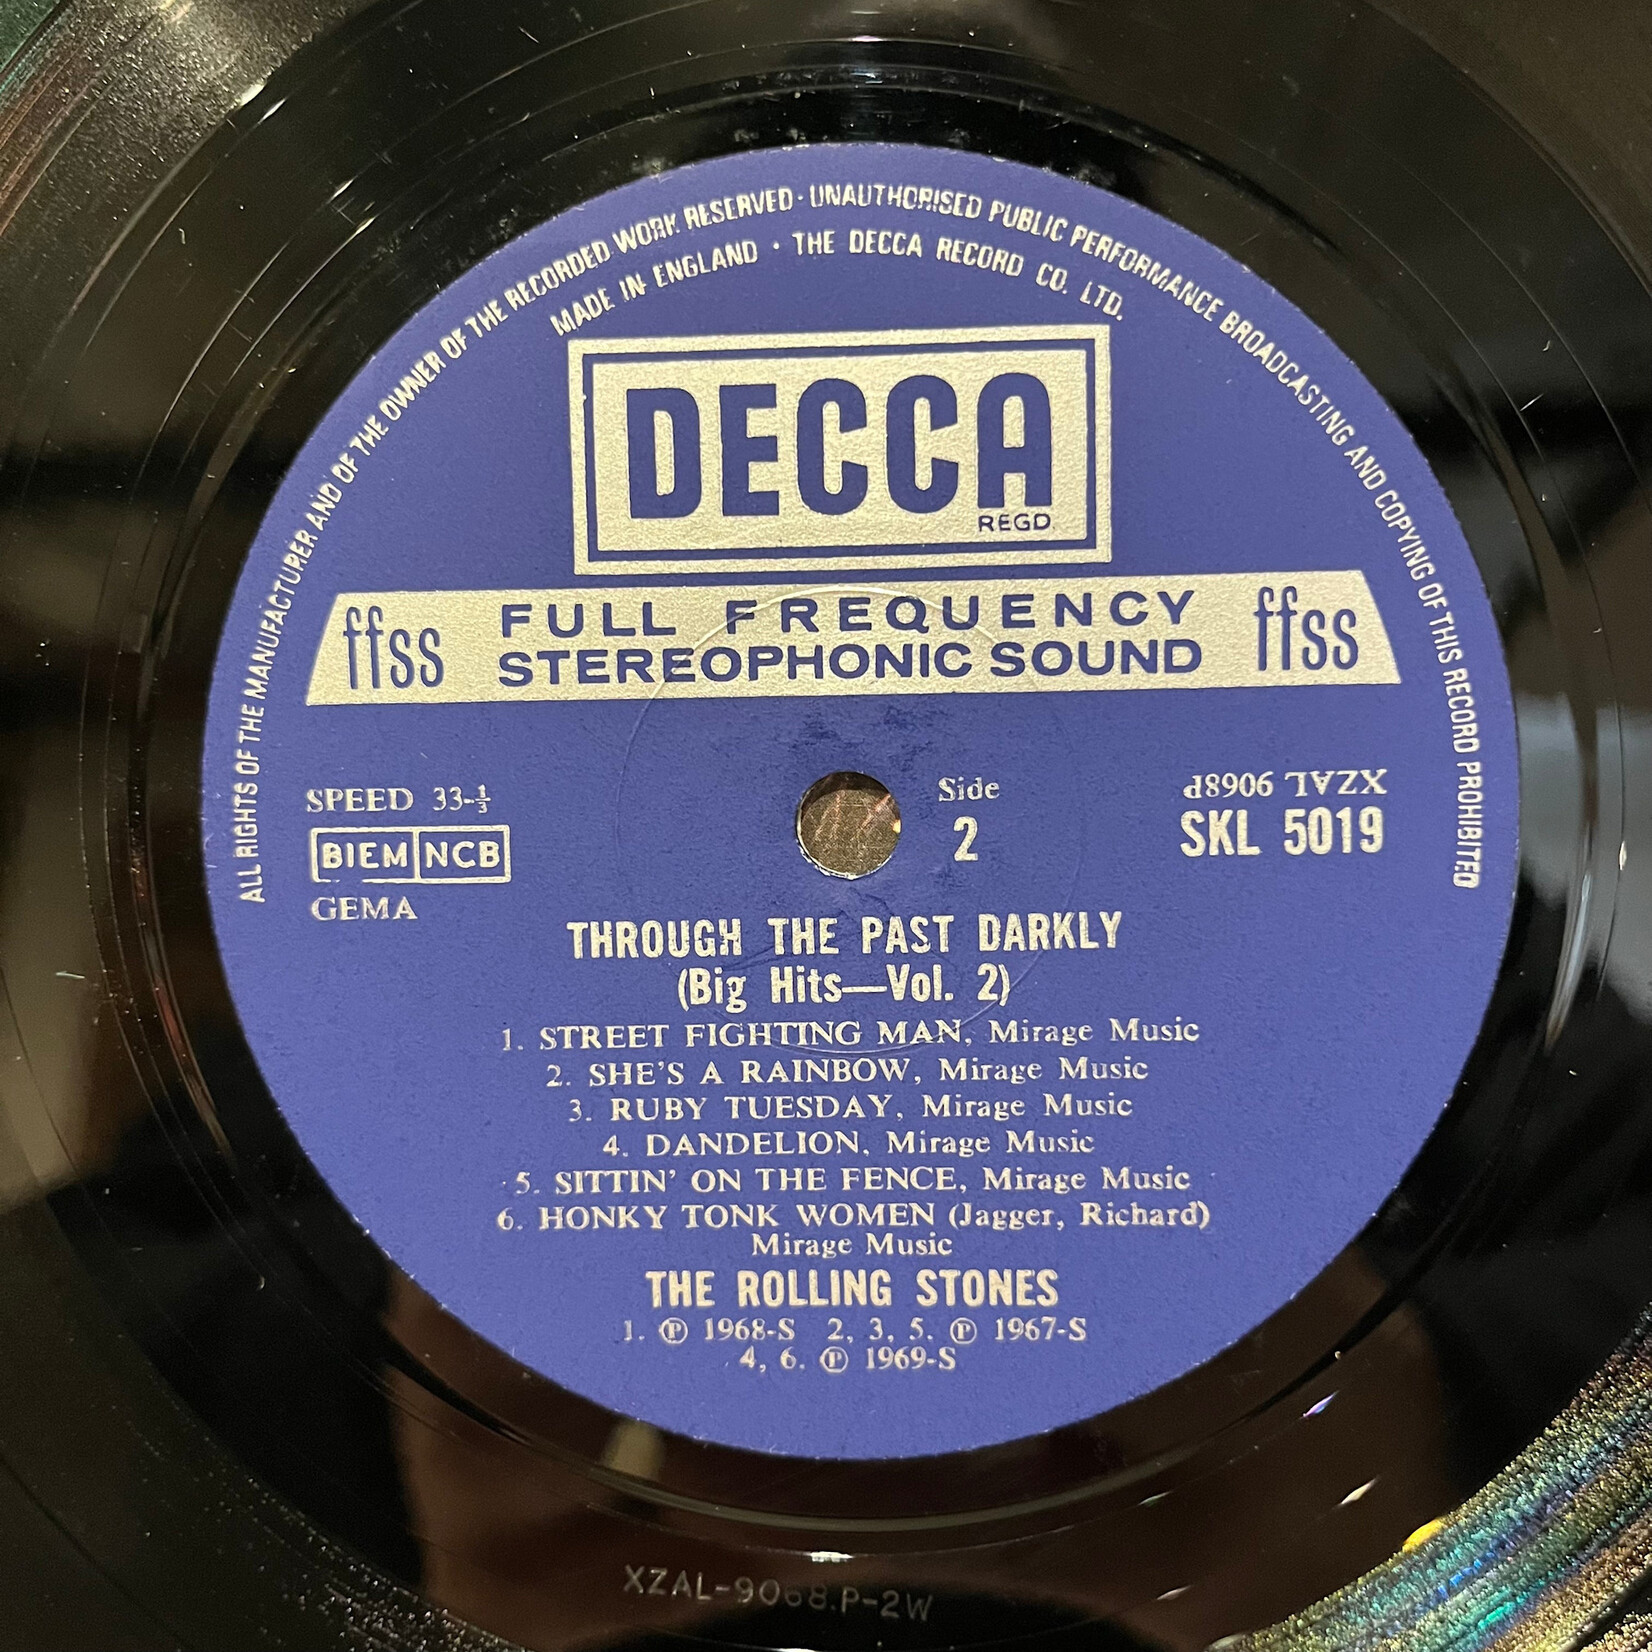 ALL RIGHTS OF THE MANUFACTURER AND OF THE OWNER OF THE RECORDED WORK RESERVED · UNAUTHORISED PUBLIC PERFORMANCE BROADCASTING AND COPYING OF THIS RECORD PROHIBITED
MADE IN ENGLAND · THE DECCA RECORD CO. LTD.
DECCA
REGD.
ffss FULL FREQUENCY STEREOPHONIC SOUND ffss
SPEED 33-⅓
BIEM NCB
GEMA
Side
2
XZAL 9068P
SKL 5019
THROUGH THE PAST DARKLY
(Big Hits—Vol. 2)
1. STREET FIGHTING MAN, Mirage Music
2. SHE'S A RAINBOW, Mirage Music
3. RUBY TUESDAY, Mirage Music
4. DANDELION, Mirage Music
5. SITTIN' ON THE FENCE, Mirage Music
6. HONKY TONK WOMEN (Jagger, Richard)
Mirage Music
THE ROLLING STONES
1. ℗ 1968-S 2, 3, 5. ℗ 1967-S
4, 6. ℗ 1969-S
XZAL-9068.P-2W